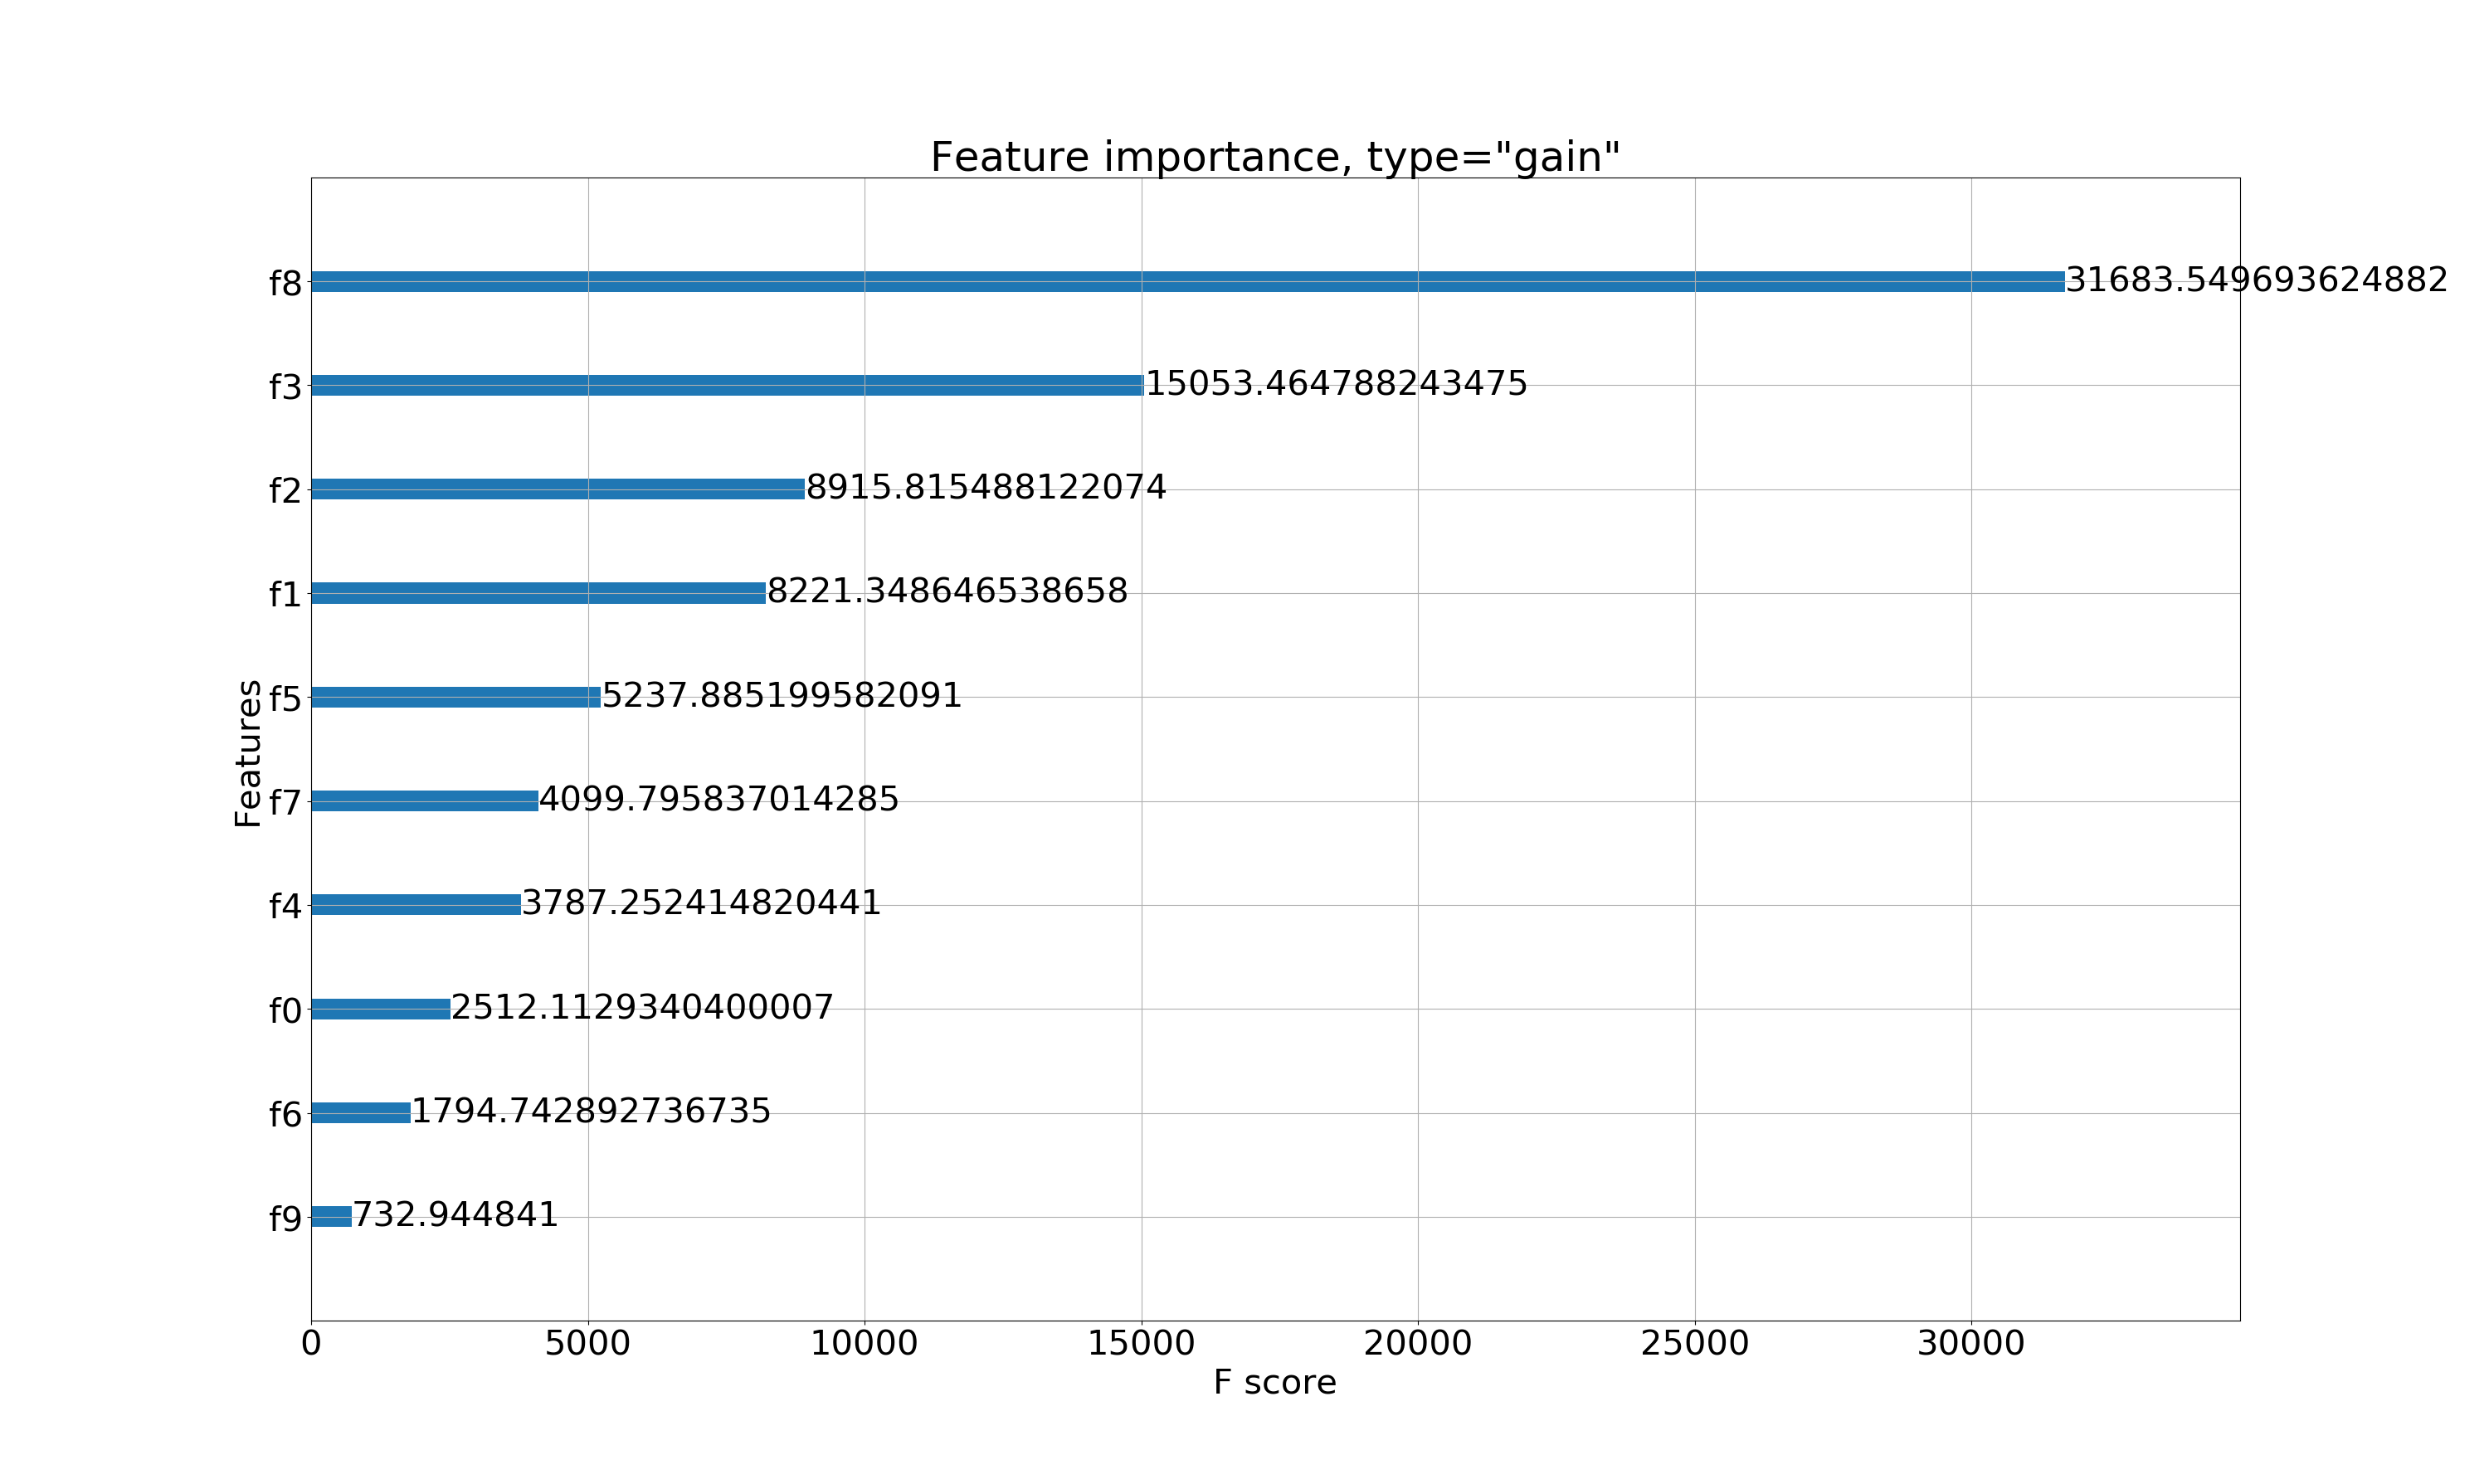 Feature importance, type="gain"
f8 31683.549693624882
f3 15053.464788243475
f2 8915.815488122074
f1 8221.348646538658
f5 5237.885199582091
f7 4099.795837014285
f4 3787.252414820441
f0 2512.1129340400007
f6 1794.742892736735
f9 732.944841
Features
0 5000 10000 15000 20000 25000 30000
F score